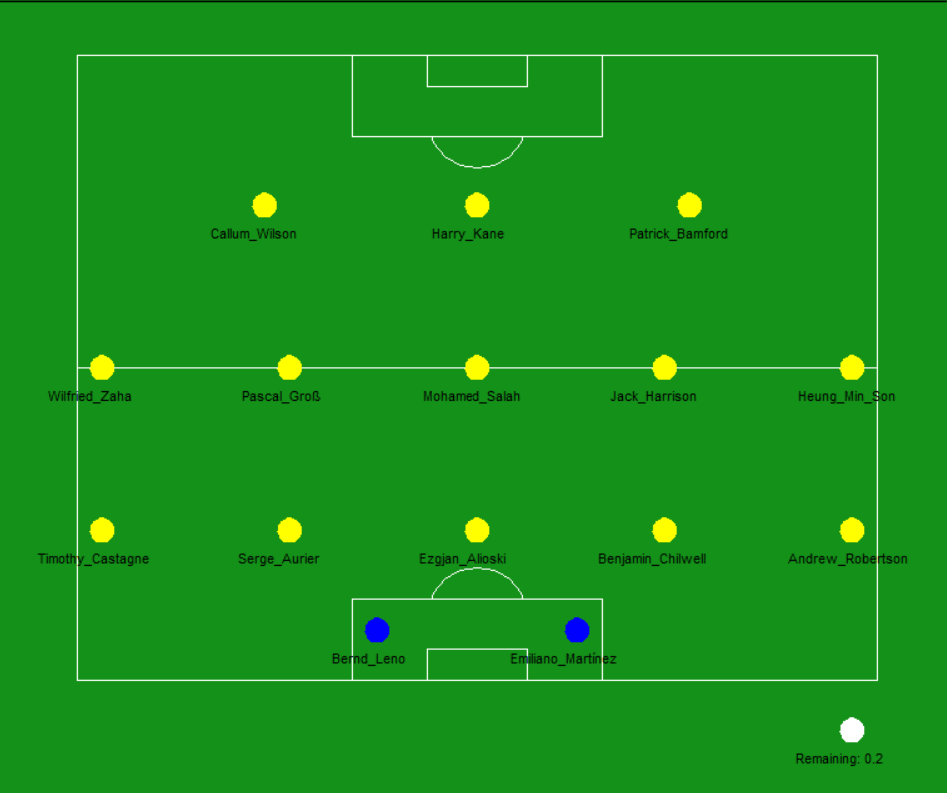 Callum_Wilson Harry_Kane Patrick_Bamford
Wilfried_Zaha Pascal_Groß Mohamed_Salah Jack_Harrison Heung_Min_Son
Timothy_Castagne Serge_Aurier Ezgjan_Alioski Benjamin_Chilwell Andrew_Robertson
Bernd_Leno Emiliano_Martínez
Remaining: 0.2